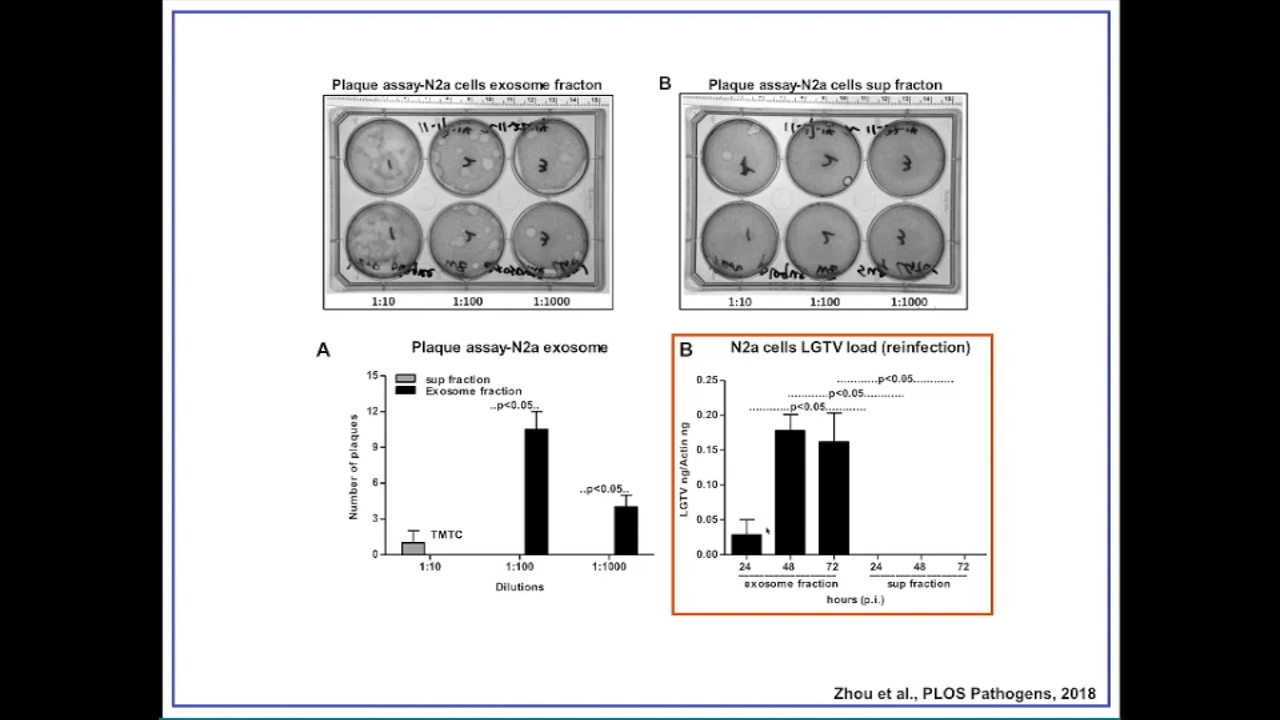 Plaque assay-N2a cells exosome fracton
B
Plaque assay-N2a cells sup fracton
1:10
1:100
1:1000
1:10
1:100
1:1000
A
Plaque assay-N2a exosome
15
12
9
6
3
0
Number of plaques
sup fraction
Exosome fraction
..p<0.05..
..p<0.05..
TMTC
1:10
1:100
1:1000
Dilutions
B
N2a cells LGTV load (reinfection)
0.25
0.20
0.15
0.10
0.05
0.00
LGTV ng/Actin ng
p<0.05
p<0.05
p<0.05
24
48
72
24
48
72
exosome fraction
sup fraction
hours (p.i.)
Zhou et al., PLOS Pathogens, 2018